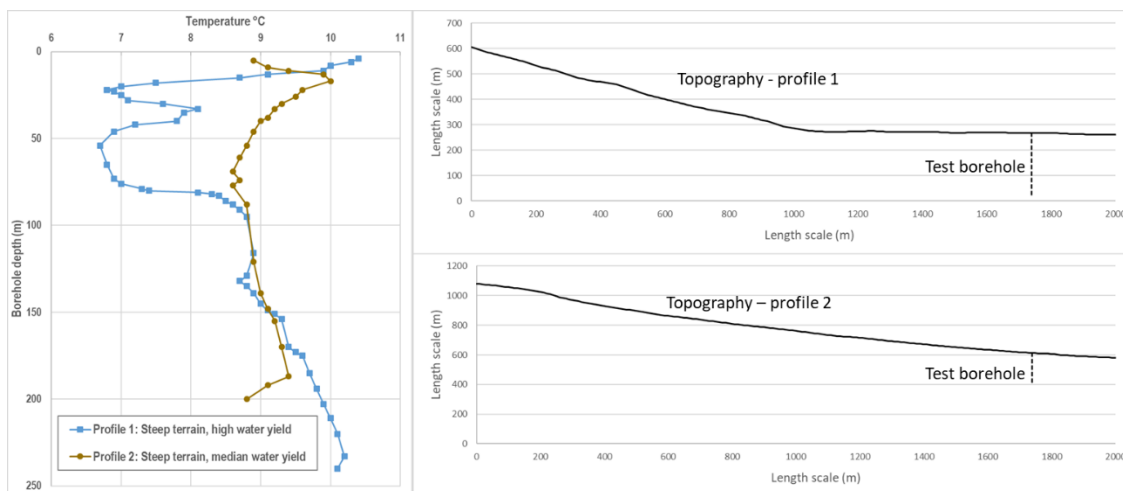 Temperature °C
6
7
8
9
10
11
0
50
100
150
200
250
Borehole depth (m)
Profile 1: Steep terrain, high water yield
Profile 2: Steep terrain, median water yield
700
600
500
400
300
200
100
0
Length scale (m)
Topography - profile 1
Test borehole
0 200 400 600 800 1000 1200 1400 1600 1800 2000
Length scale (m)
1200
1000
800
600
400
200
0
Length scale (m)
Topography – profile 2
Test borehole
0 200 400 600 800 1000 1200 1400 1600 1800 2000
Length scale (m)